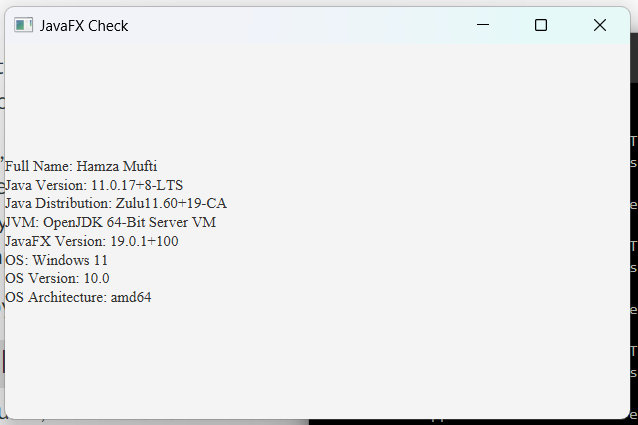 JavaFX Check
Full Name: Hamza Mufti
Java Version: 11.0.17+8-LTS
Java Distribution: Zulu11.60+19-CA
JVM: OpenJDK 64-Bit Server VM
JavaFX Version: 19.0.1+100
OS: Windows 11
OS Version: 10.0
OS Architecture: amd64